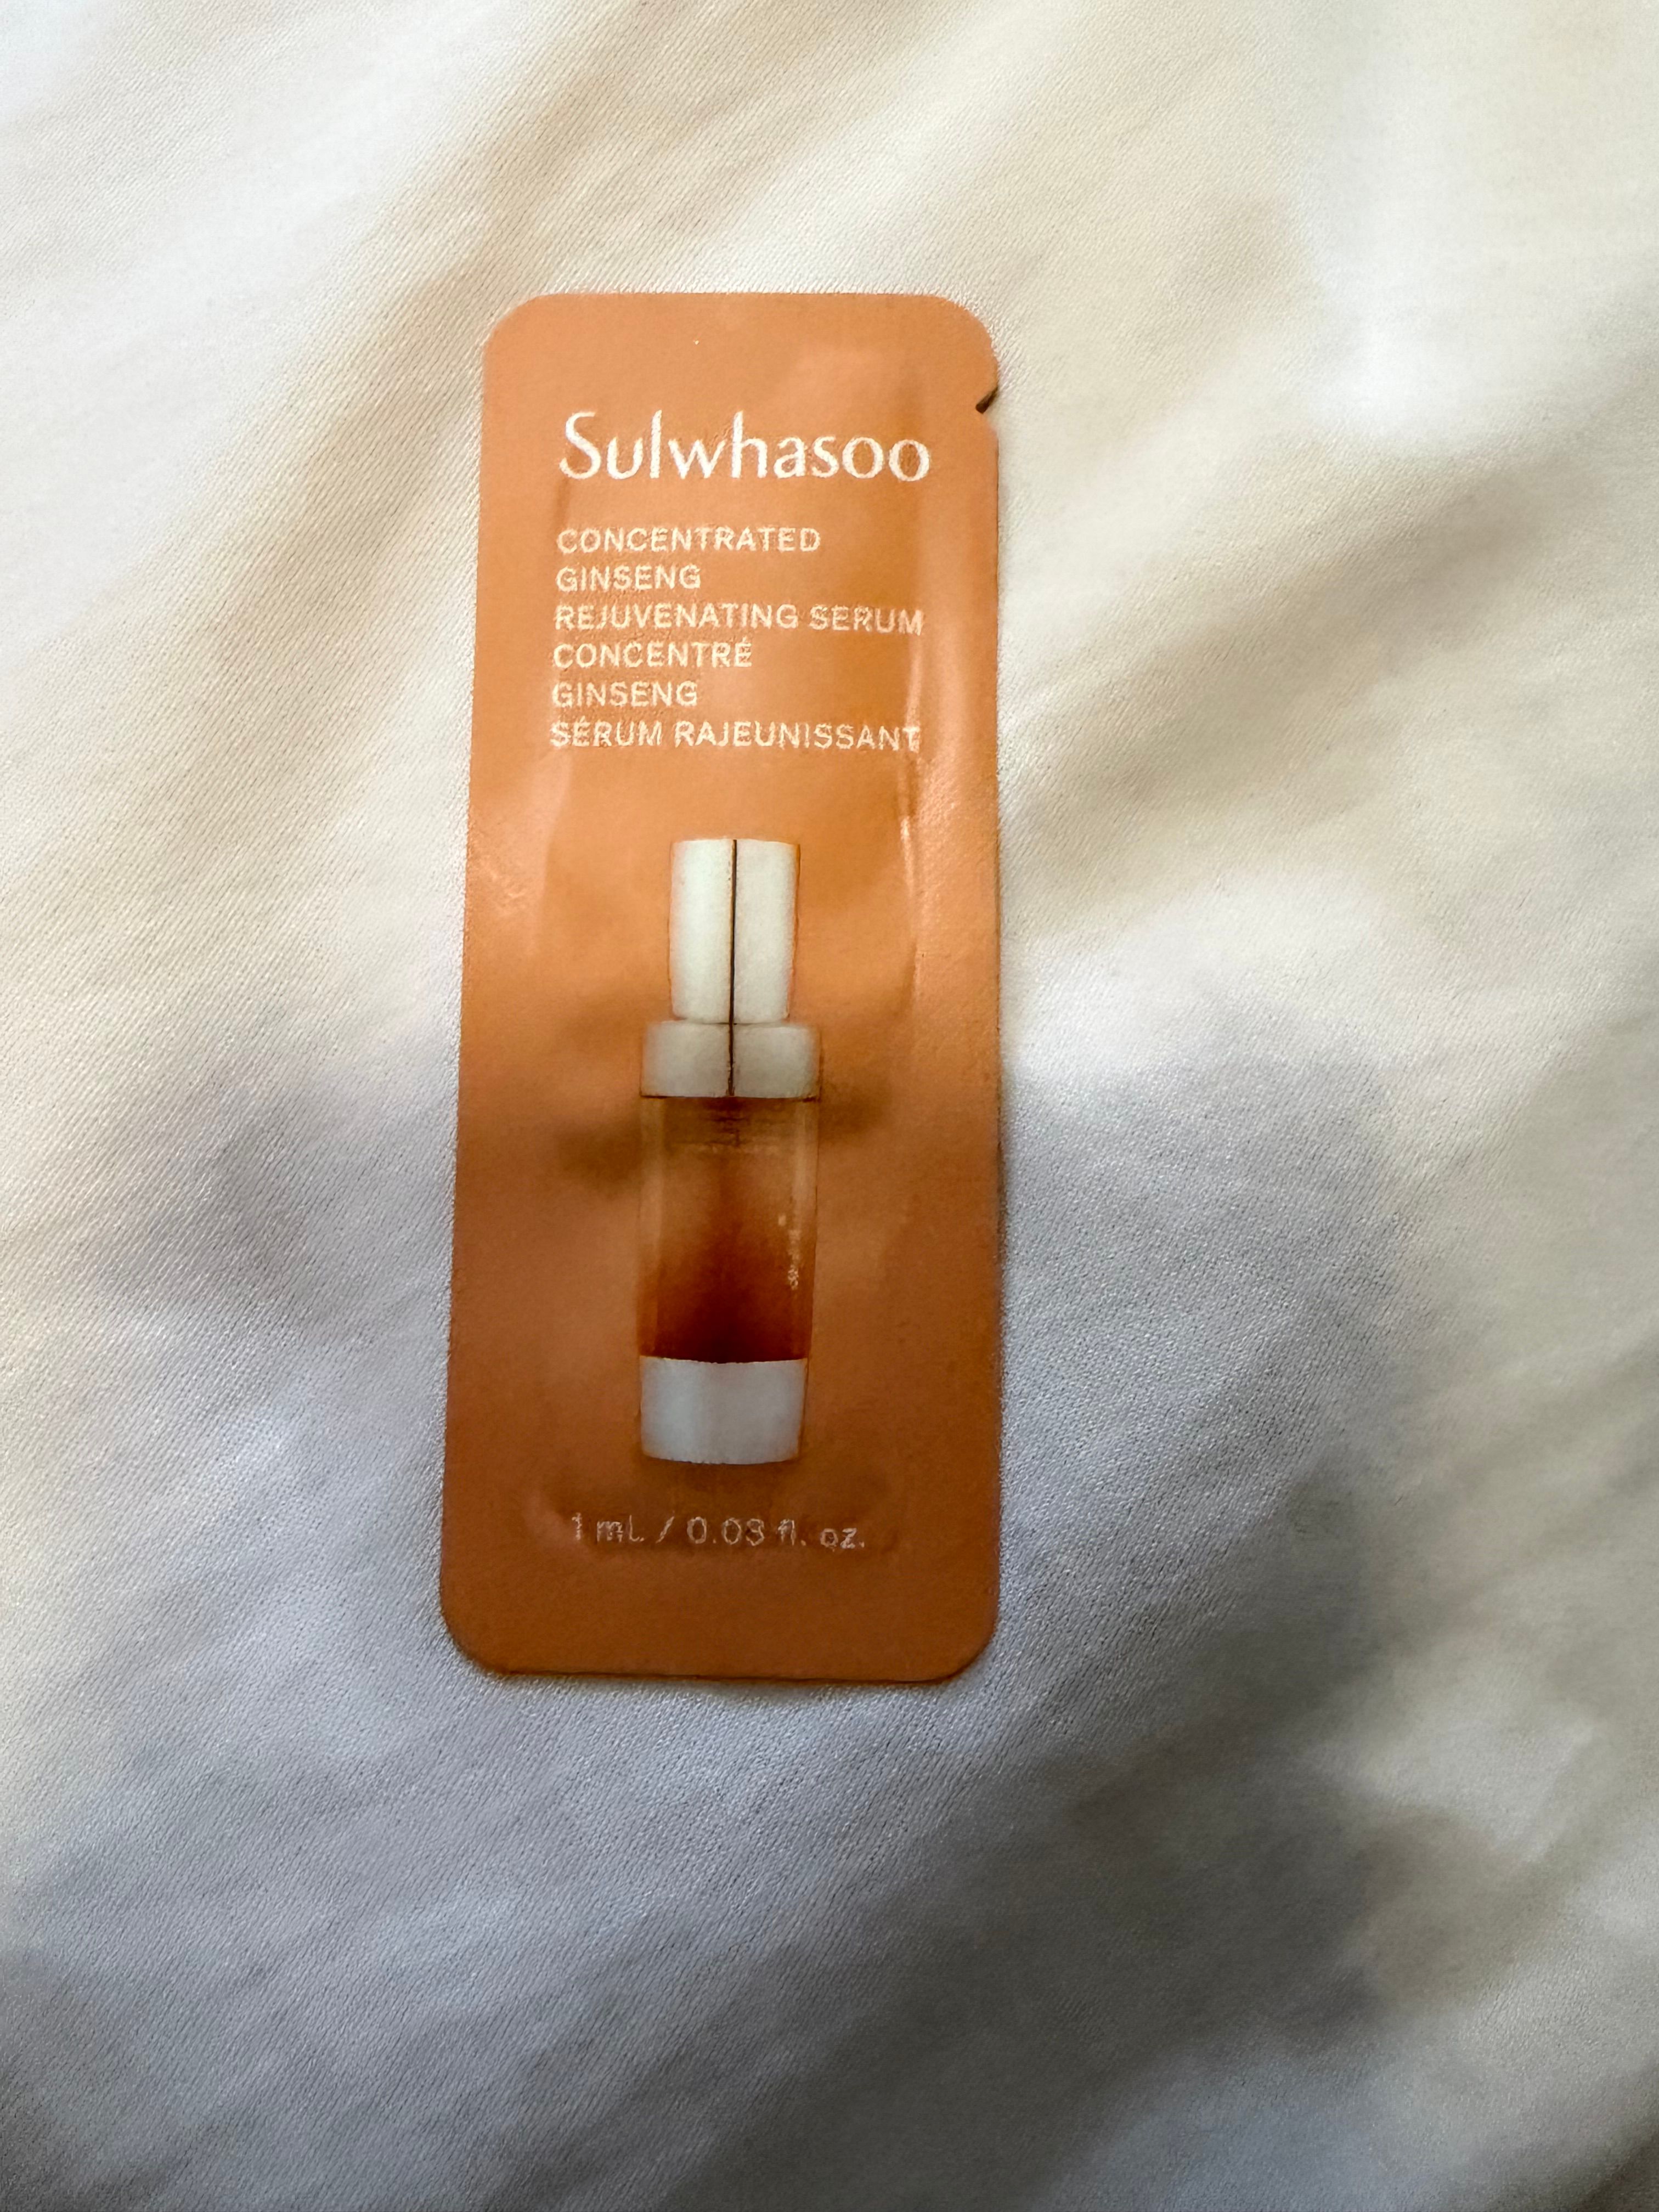 Sulwhasoo
CONCENTRATED
GINSENG
REJUVENATING SERUM
CONCENTRÉ
GINSENG
SÉRUM RAJEUNISSANT
1 mL / 0.03 fl. oz.